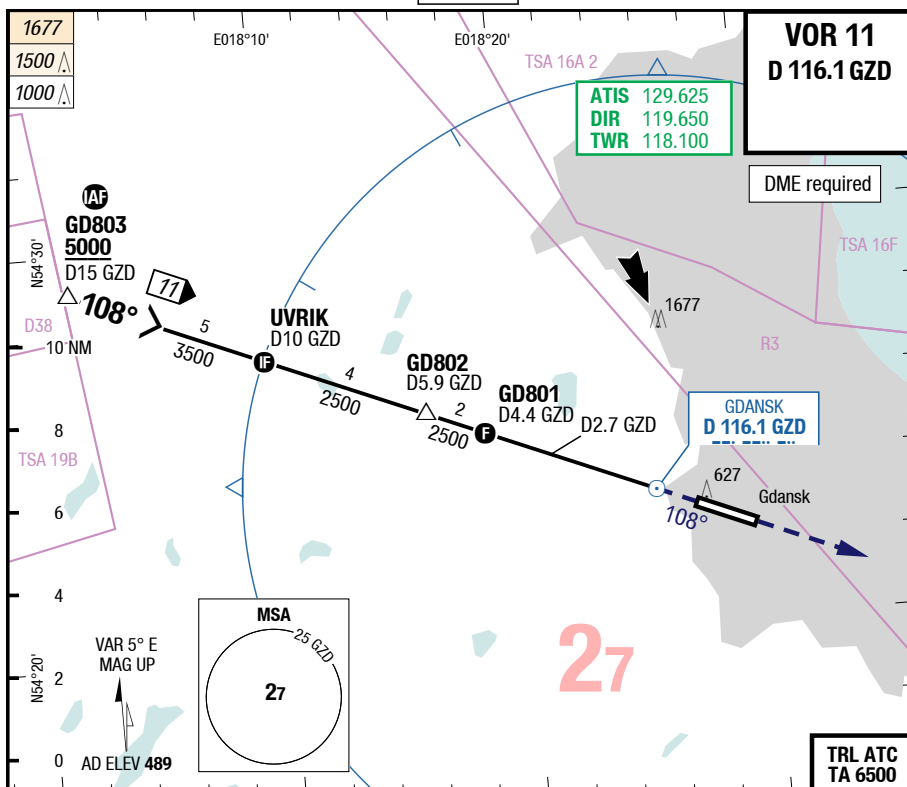 1677
1500
1000
E018°10'
E018°20'
TSA 16A 2
VOR 11
D 116.1 GZD
ATIS 129.625
DIR 119.650
TWR 118.100
DME required
IAF
GD803
5000
D15 GZD
N54°30'
TSA 16F
11
108°
1677
D38
5
3500
UVRIK
D10 GZD
R3
10 NM
IF
4
2500
GD802
D5.9 GZD
2
2500
GD801
D4.4 GZD
F
D2.7 GZD
GDANSK
D 116.1 GZD
8
TSA 19B
627
Gdansk
108°
6
4
MSA
25 GZD
27
27
VAR 5° E
MAG UP
N54°20'
2
0
AD ELEV 489
TRL ATC
TA 6500